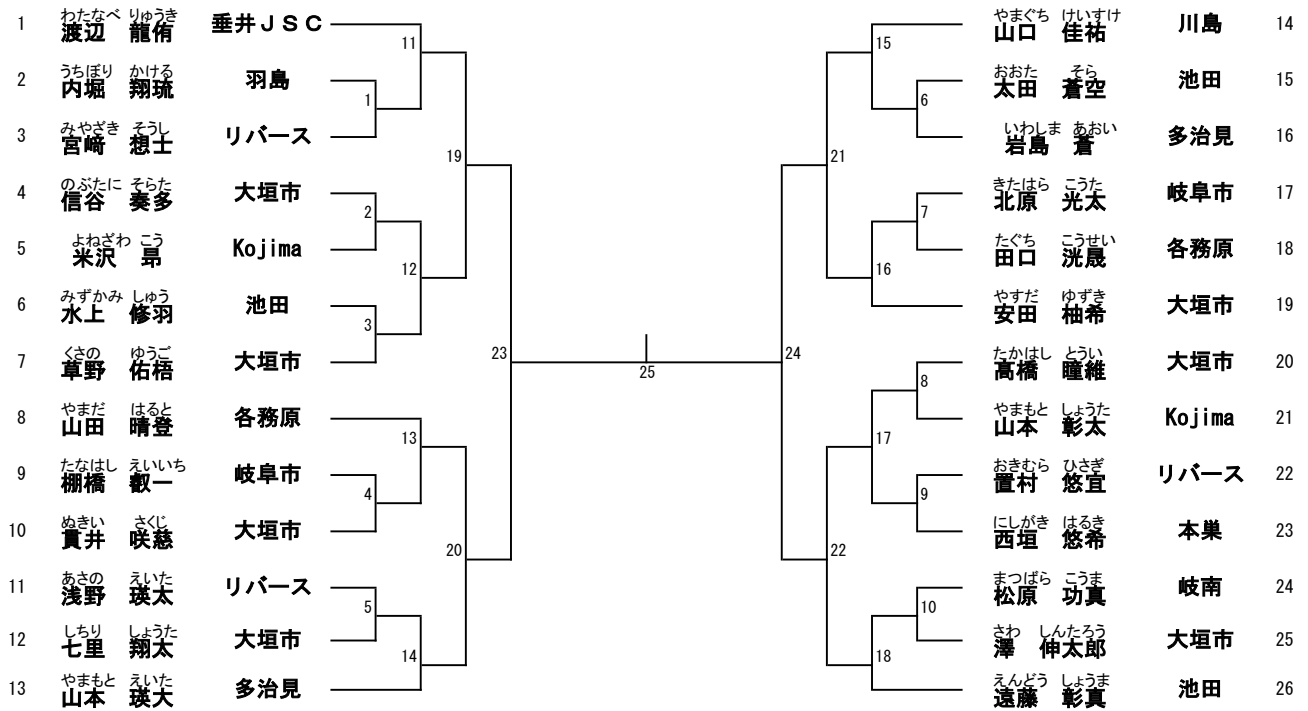 わたなべ りゅうき
1 渡辺 龍侑 垂井ＪＳＣ
うちぼり かける
2 内堀 翔琉 羽島
みやざき そうし
3 宮崎 想士 リバース
のぶたに そらた
4 信谷 奏多 大垣市
よねざわ こう
5 米沢 昴 Kojima
みずかみ しゅう
6 水上 修羽 池田
くさの ゆうご
7 草野 佑梧 大垣市
やまだ はると
8 山田 晴登 各務原
たなはし えいいち
9 棚橋 叡一 岐阜市
ぬきい さくじ
10 貫井 咲慈 大垣市
あさの えいた
11 浅野 瑛太 リバース
しちり しょうた
12 七里 翔太 大垣市
やまもと えいた
13 山本 瑛大 多治見
11
1
19
2
12
3
23
13
4
20
5
14
25
15
6
21
7
16
24
8
17
9
22
10
18
やまぐち けいすけ
山口 佳祐 川島 14
おおた そら
太田 蒼空 池田 15
いわしま あおい
岩島 蒼 多治見 16
きたはら こうた
北原 光太 岐阜市 17
たぐち こうせい
田口 洸晟 各務原 18
やすだ ゆずき
安田 柚希 大垣市 19
たかはし とうい
髙橋 瞳維 大垣市 20
やまもと しょうた
山本 彰太 Kojima 21
おきむら ひさぎ
置村 悠宜 リバース 22
にしがき はるき
西垣 悠希 本巣 23
まつばら こうま
松原 功真 岐南 24
さわ しんたろう
澤 伸太郎 大垣市 25
えんどう しょうま
遠藤 彰真 池田 26